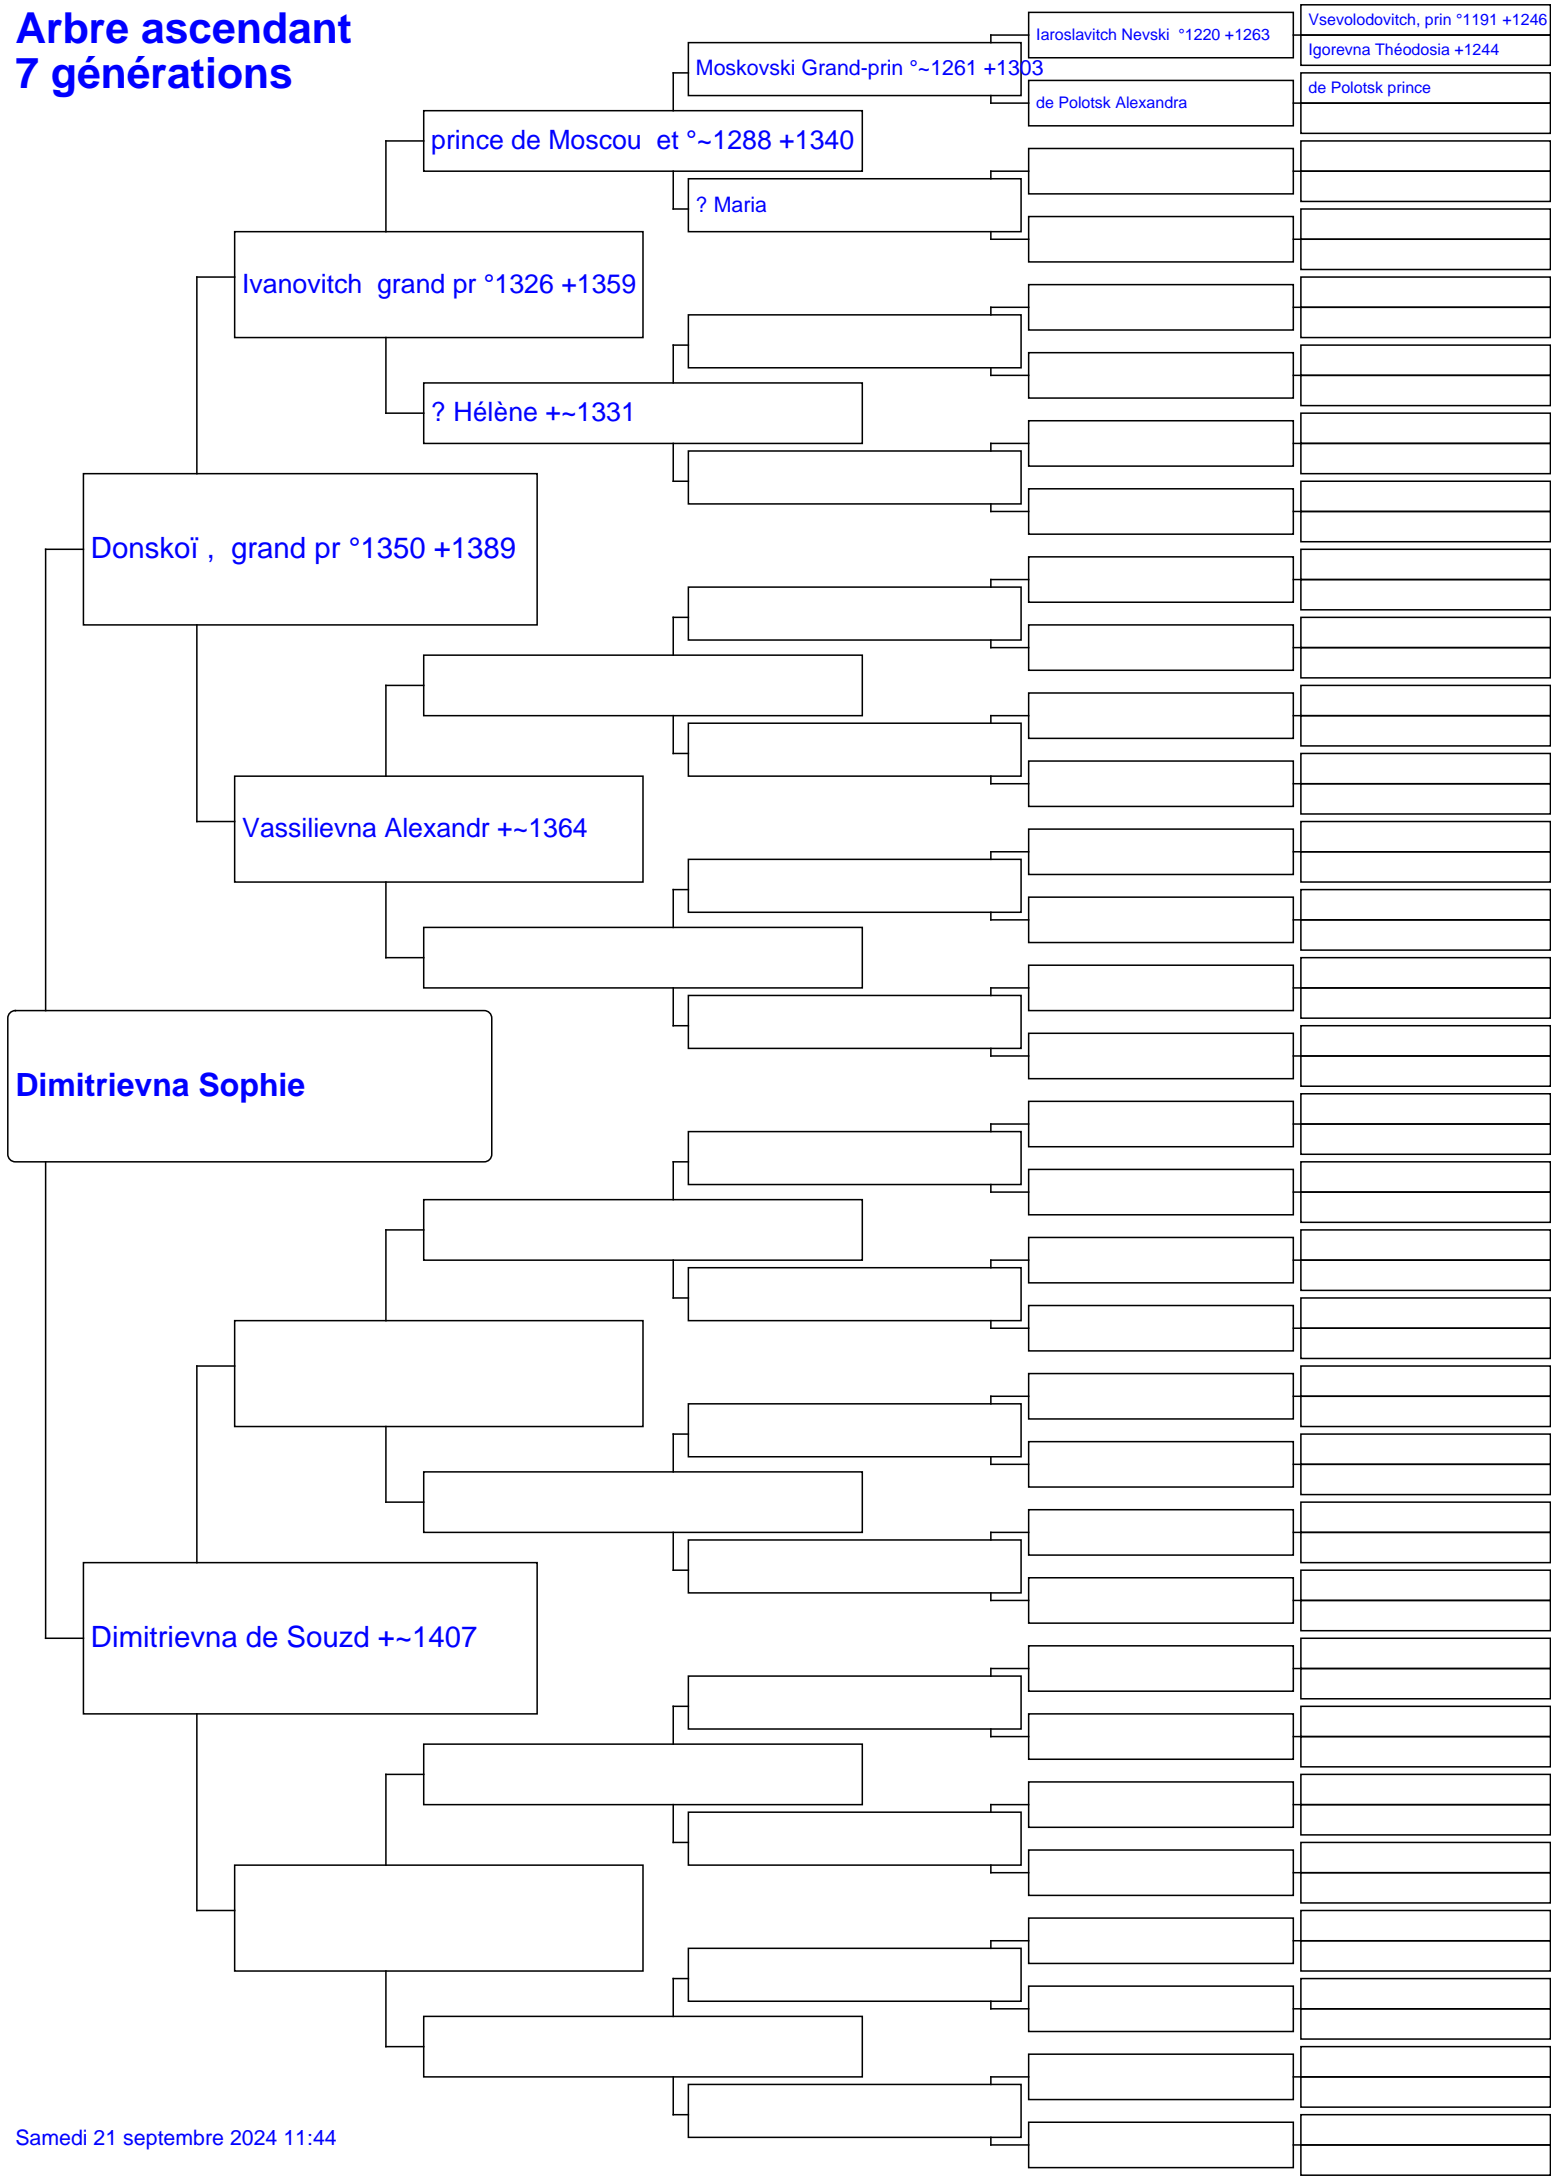 Arbre ascendant
7 générations
Vsevolodovitch, prin °1191 +1246
Iaroslavitch Nevski  °1220 +1263
Igorevna Théodosia +1244
Moskovski Grand-prin °~1261 +1303
de Polotsk prince
de Polotsk Alexandra
prince de Moscou  et °~1288 +1340
? Maria
Ivanovitch  grand pr °1326 +1359
? Hélène +~1331
Donskoï ,  grand pr °1350 +1389
Vassilievna Alexandr +~1364
Dimitrievna Sophie
Dimitrievna de Souzd +~1407
Samedi 21 septembre 2024 11:44